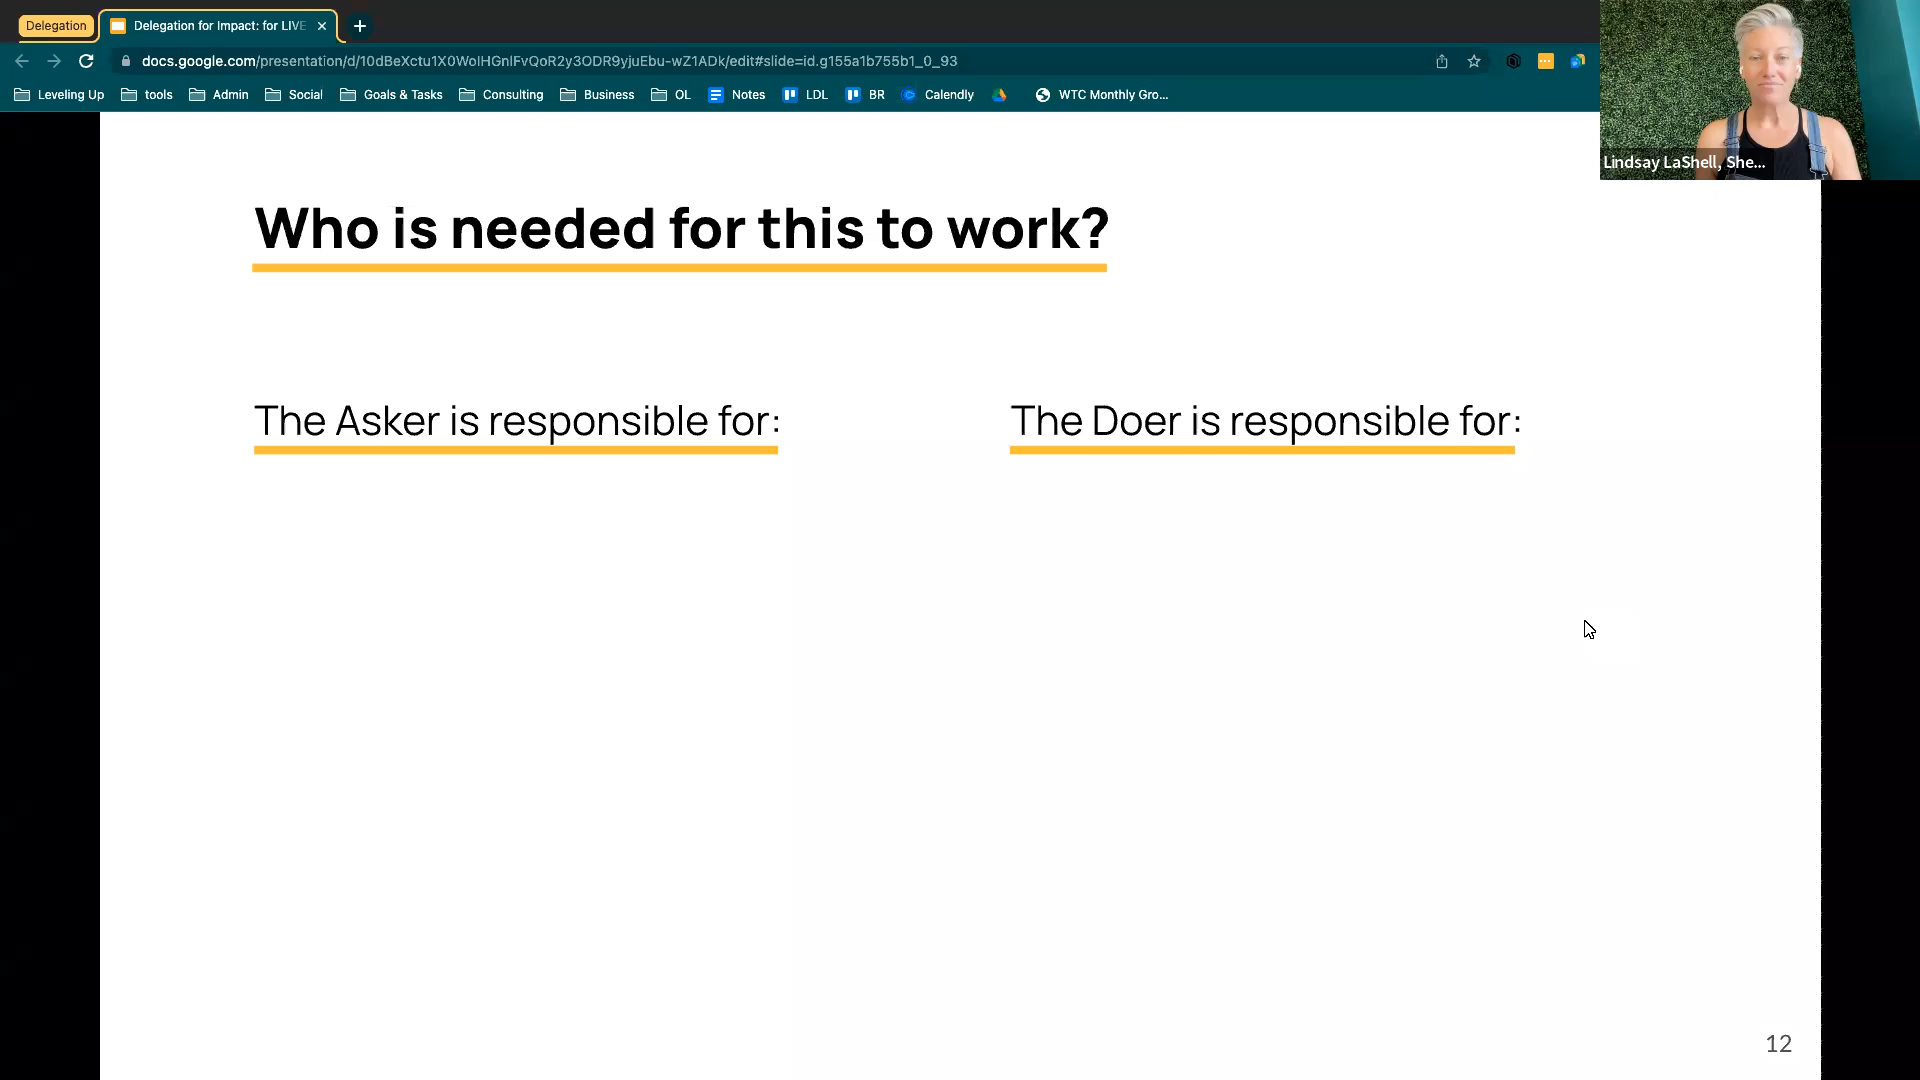 Delegation
Delegation for Impact: for LIVE
docs.google.com/presentation/d/10dBeXctu1X0WolHGnlFvQoR2y3ODR9yjuEbu-wZ1ADk/edit#slide=id.g155a1b755b1_0_93
Leveling Up tools Admin Social Goals & Tasks Consulting Business OL Notes LDL BR Calendly WTC Monthly Gro...
Lindsay LaShell, She...
Who is needed for this to work?
The Asker is responsible for:
The Doer is responsible for:
12